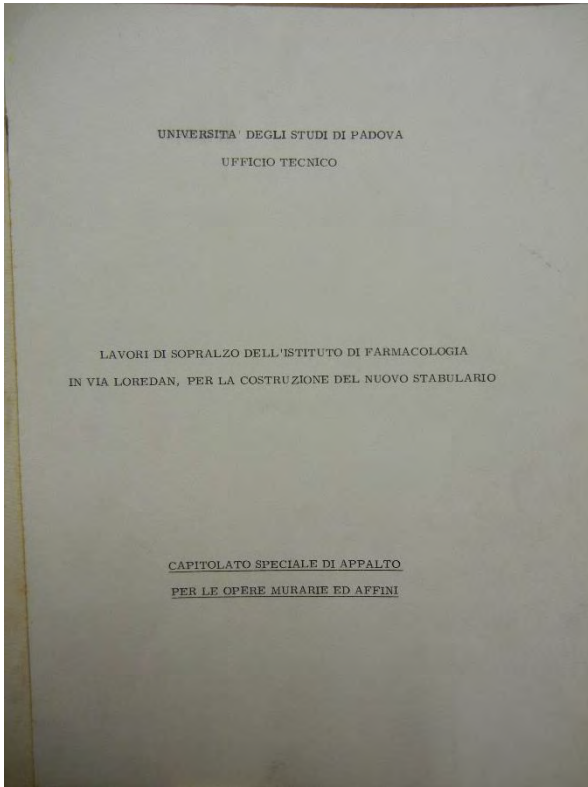 UNIVERSITA' DEGLI STUDI DI PADOVA
UFFICIO TECNICO
LAVORI DI SOPRALZO DELL'ISTITUTO DI FARMACOLOGIA
IN VIA LOREDAN, PER LA COSTRUZIONE DEL NUOVO STABULARIO
CAPITOLATO SPECIALE DI APPALTO
PER LE OPERE MURARIE ED AFFINI